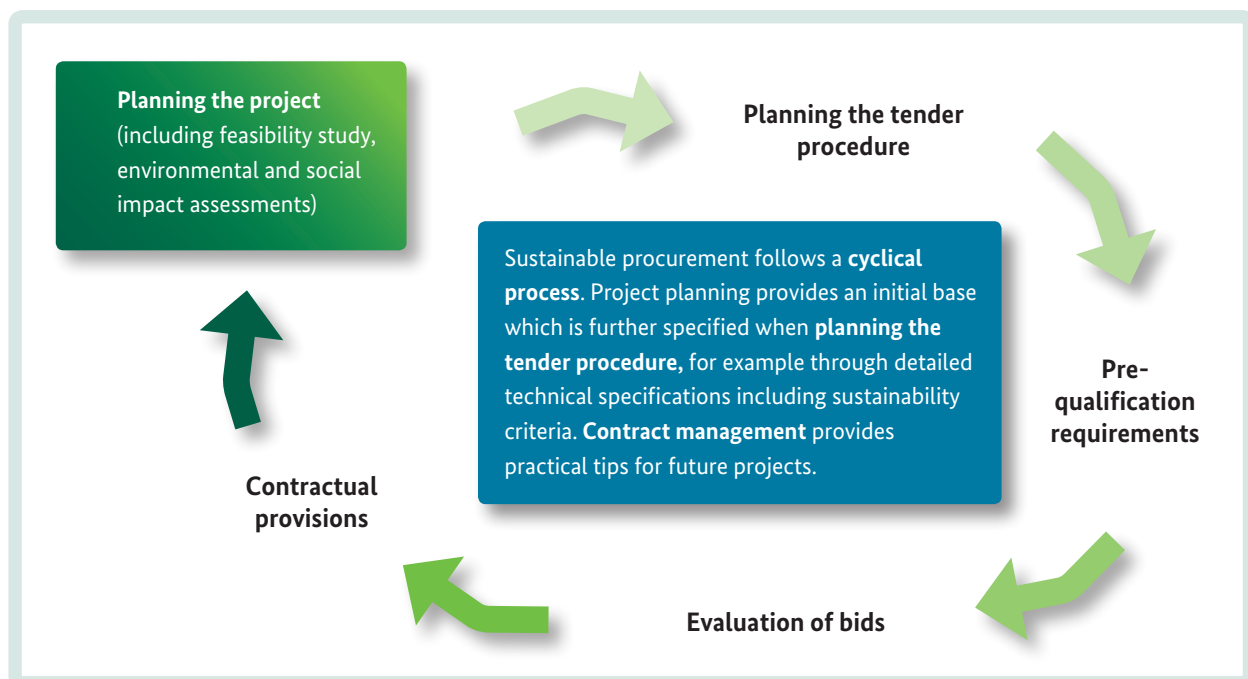 Planning the project
(including feasibility study,
environmental and social
impact assessments)
Planning the tender
procedure
Pre-
qualification
requirements
Evaluation of bids
Contractual
provisions
Sustainable procurement follows a cyclical
process. Project planning provides an initial base
which is further specified when planning the
tender procedure, for example through detailed
technical specifications including sustainability
criteria. Contract management provides
practical tips for future projects.